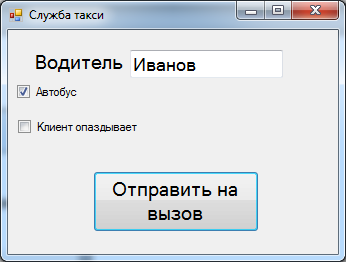 Служба такси
Водитель Иванов
Автобус
Клиент опаздывает
Отправить на
вызов